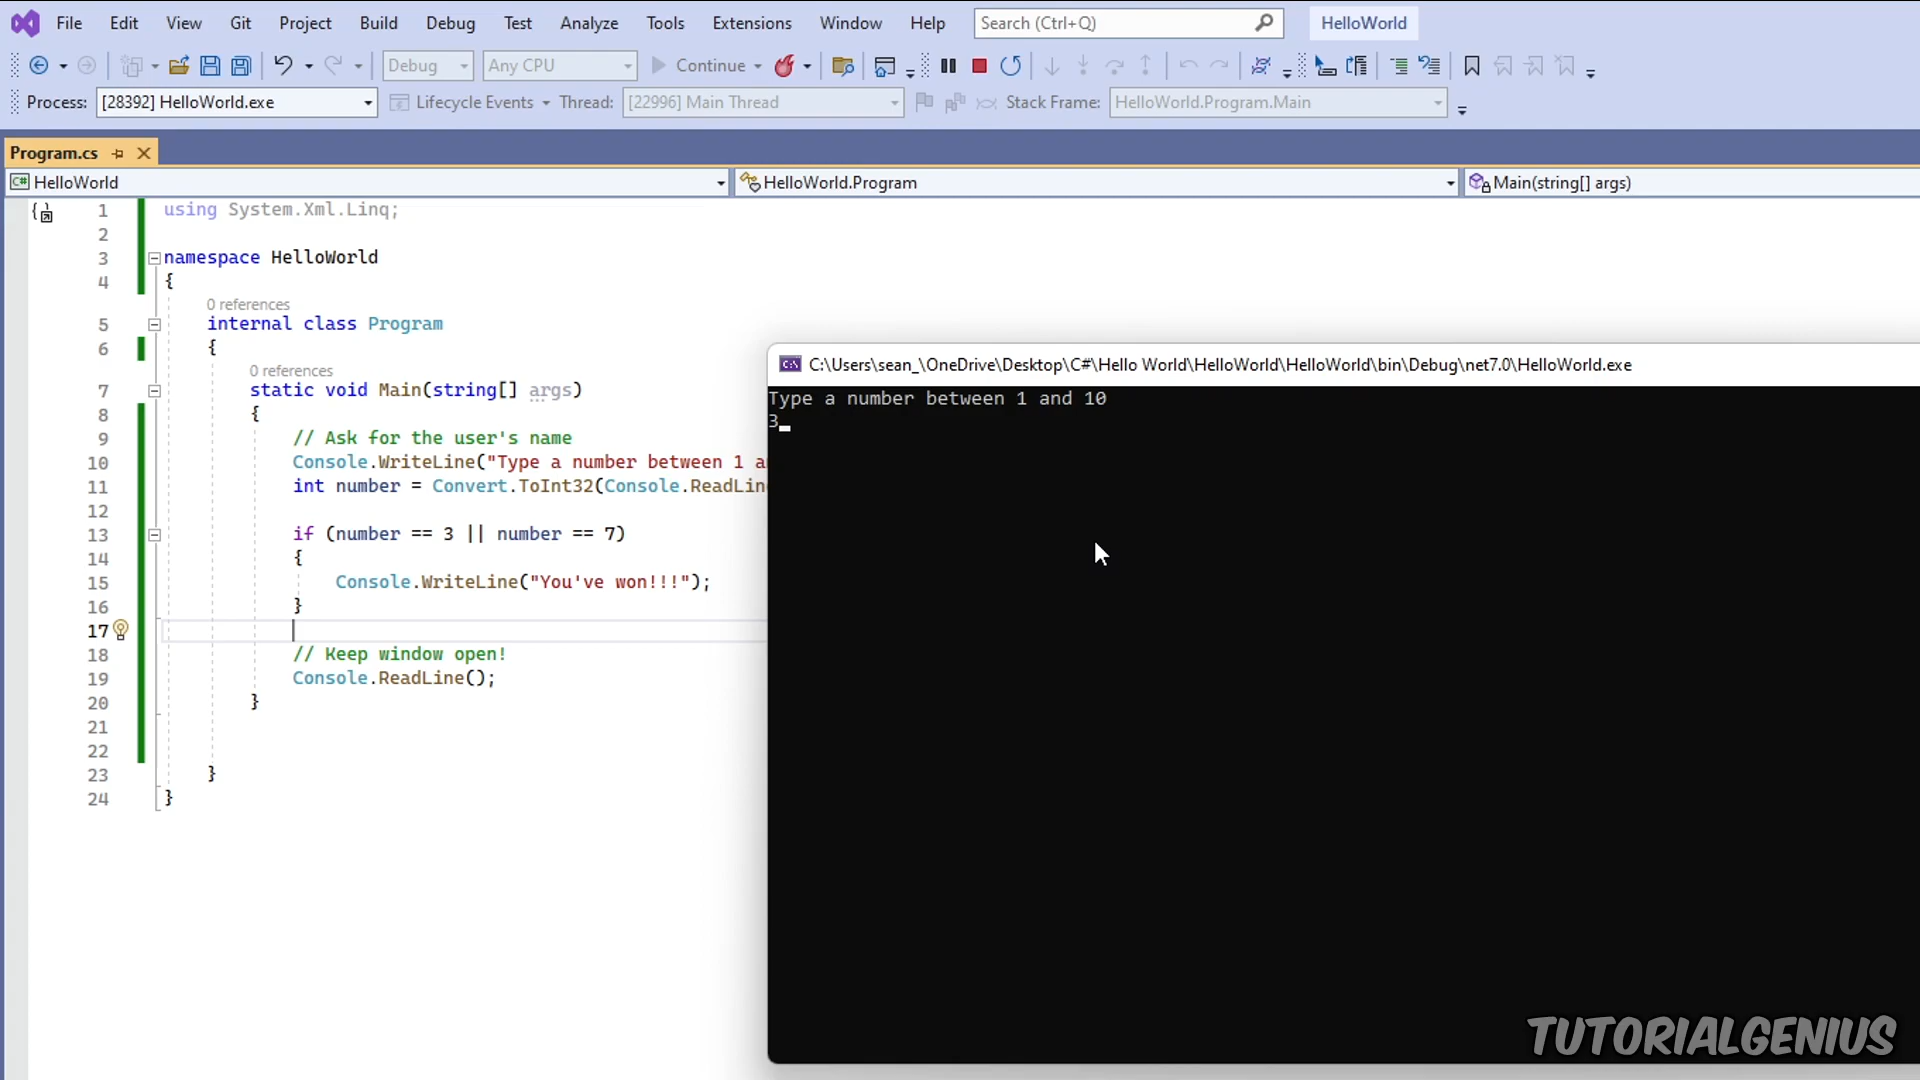 File Edit View Git Project Build Debug Test Analyze Tools Extensions Window Help Search (Ctrl+Q) HelloWorld
Debug Any CPU Continue
Process: [28392] HelloWorld.exe Lifecycle Events Thread: [22996] Main Thread Stack Frame: HelloWorld.Program.Main
Program.cs
C# HelloWorld HelloWorld.Program Main(string[] args)
1 using System.Xml.Linq;
2
3 namespace HelloWorld
4 {
0 references
5 internal class Program
6 {
0 references
7 static void Main(string[] args)
8 {
9 // Ask for the user's name
10 Console.WriteLine("Type a number between 1 a
11 int number = Convert.ToInt32(Console.ReadLin
12
13 if (number == 3 || number == 7)
14 {
15 Console.WriteLine("You've won!!!");
16 }
17
18 // Keep window open!
19 Console.ReadLine();
20 }
21
22
23 }
24 }
C:\Users\sean_\OneDrive\Desktop\C#\Hello World\HelloWorld\HelloWorld\bin\Debug\net7.0\HelloWorld.exe
Type a number between 1 and 10
3
TUTORIALGENIUS